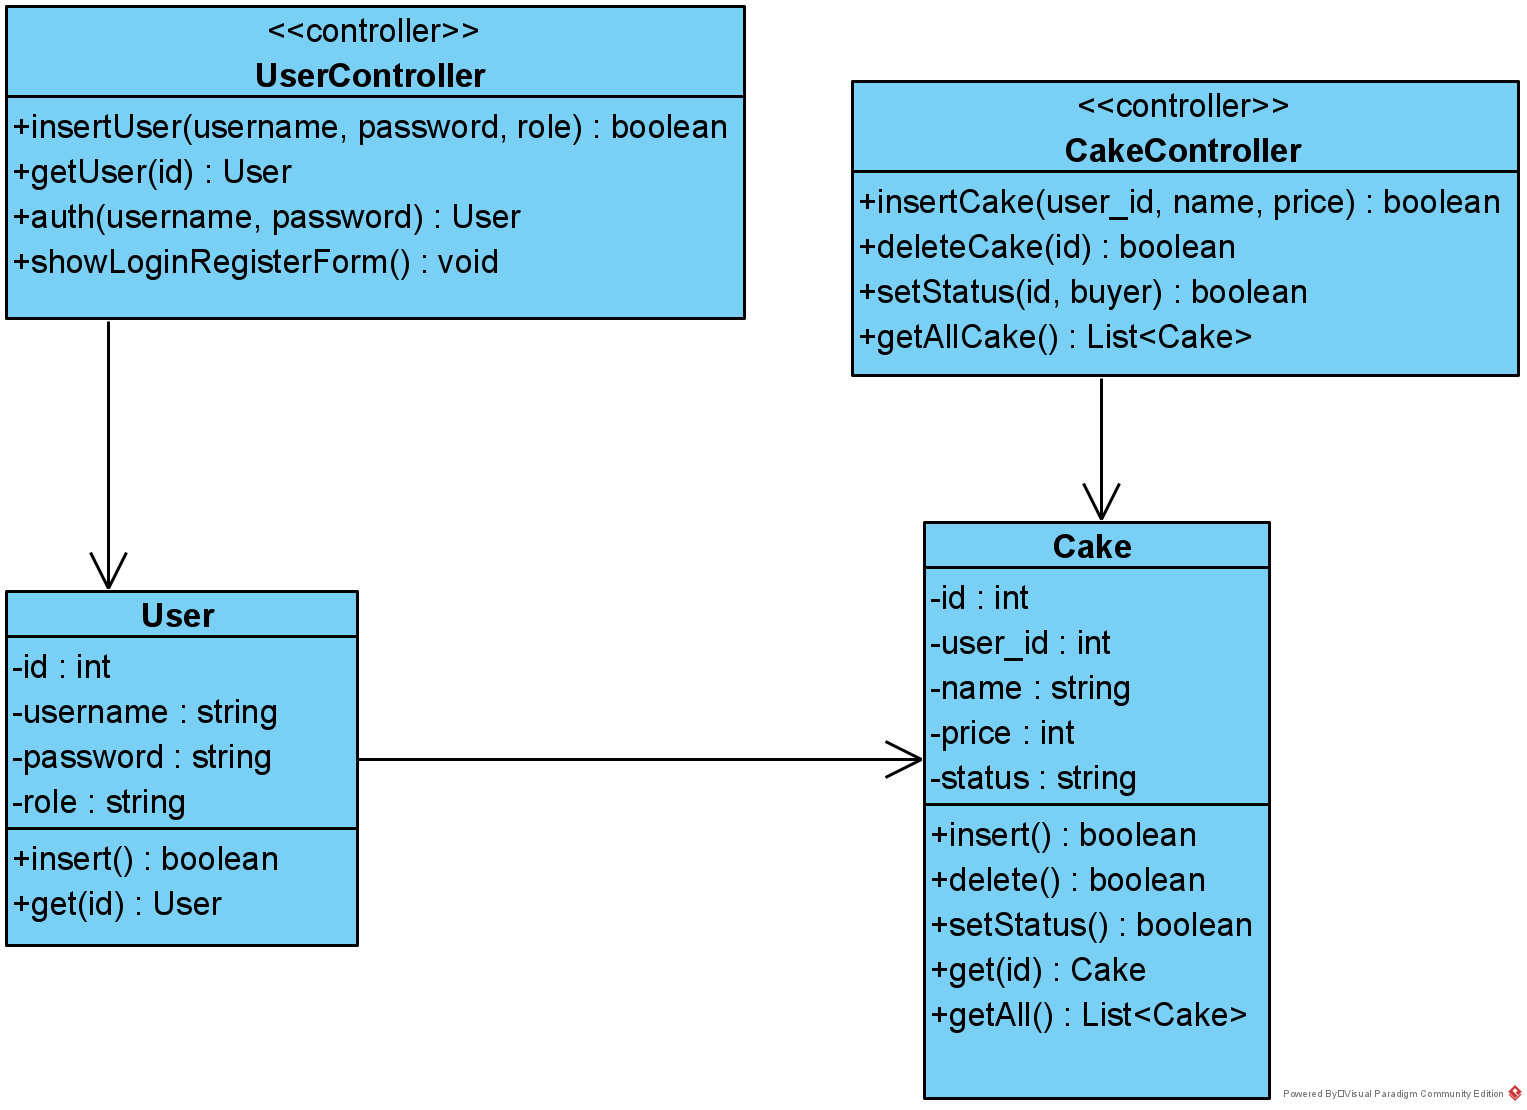 <<controller>>
UserController
+insertUser(username, password, role) : boolean
+getUser(id) : User
+auth(username, password) : User
+showLoginRegisterForm() : void
<<controller>>
CakeController
+insertCake(user_id, name, price) : boolean
+deleteCake(id) : boolean
+setStatus(id, buyer) : boolean
+getAllCake() : List<Cake>
User
-id : int
-username : string
-password : string
-role : string
+insert() : boolean
+get(id) : User
Cake
-id : int
-user_id : int
-name : string
-price : int
-status : string
+insert() : boolean
+delete() : boolean
+setStatus() : boolean
+get(id) : Cake
+getAll() : List<Cake>
Powered By□Visual Paradigm Community Edition